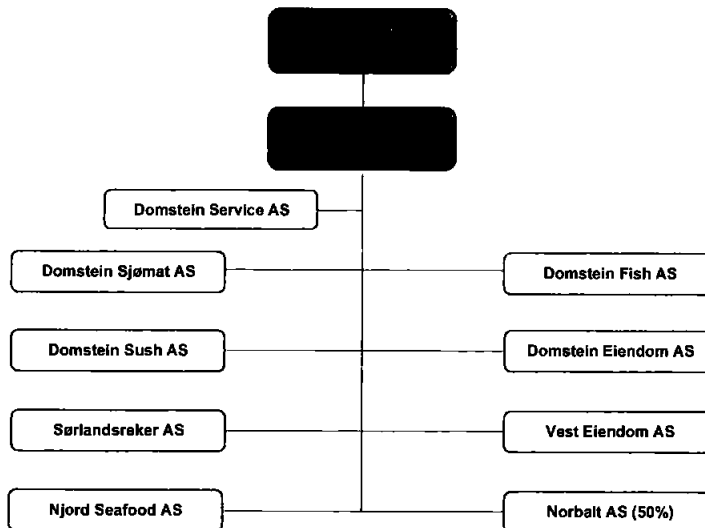 Domstein Service AS
Domstein Sjømat AS
Domstein Fish AS
Domstein Sush AS
Domstein Eiendom AS
Sørlandsreker AS
Vest Eiendom AS
Njord Seafood AS
Norbalt AS (50%)